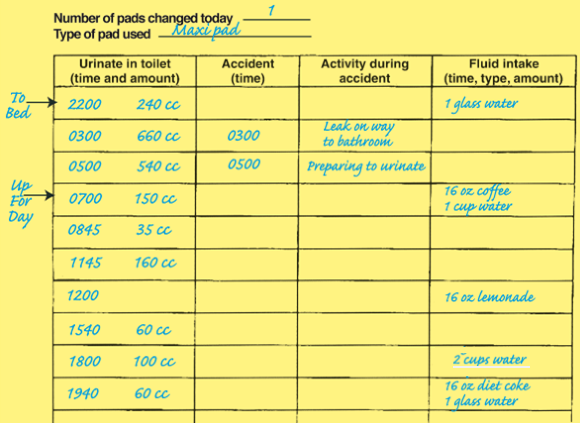 Number of pads changed today 1
Type of pad used Maxi pad
Urinate in toilet (time and amount) Accident (time) Activity during accident Fluid intake (time, type, amount)
To Bed 2200 240 cc 1 glass water
0300 660 cc 0300 Leak on way to bathroom
0500 540 cc 0500 Preparing to urinate
Up For Day 0700 150 cc 16 oz coffee 1 cup water
0845 35 cc
1145 160 cc
1200 16 oz lemonade
1540 60 cc
1800 100 cc 2 cups water
1940 60 cc 16 oz diet coke 1 glass water